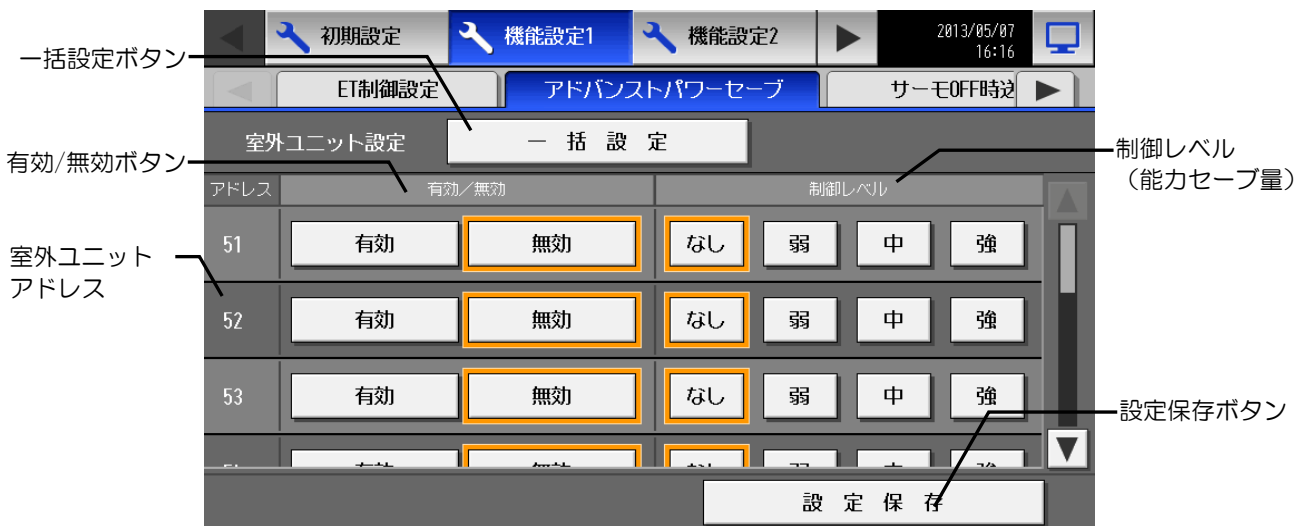 初期設定
機能設定1
機能設定2
2013/05/07
16:16
一括設定ボタン
ET制御設定
アドバンストパワーセーブ
サーモOFF時送
室外ユニット設定
一 括 設 定
有効/無効ボタン
制御レベル
（能力セーブ量）
アドレス
有効／無効
制御レベル
51
有効
無効
なし
弱
中
強
室外ユニット
アドレス
52
有効
無効
なし
弱
中
強
53
有効
無効
なし
弱
中
強
設定保存ボタン
設 定 保 存